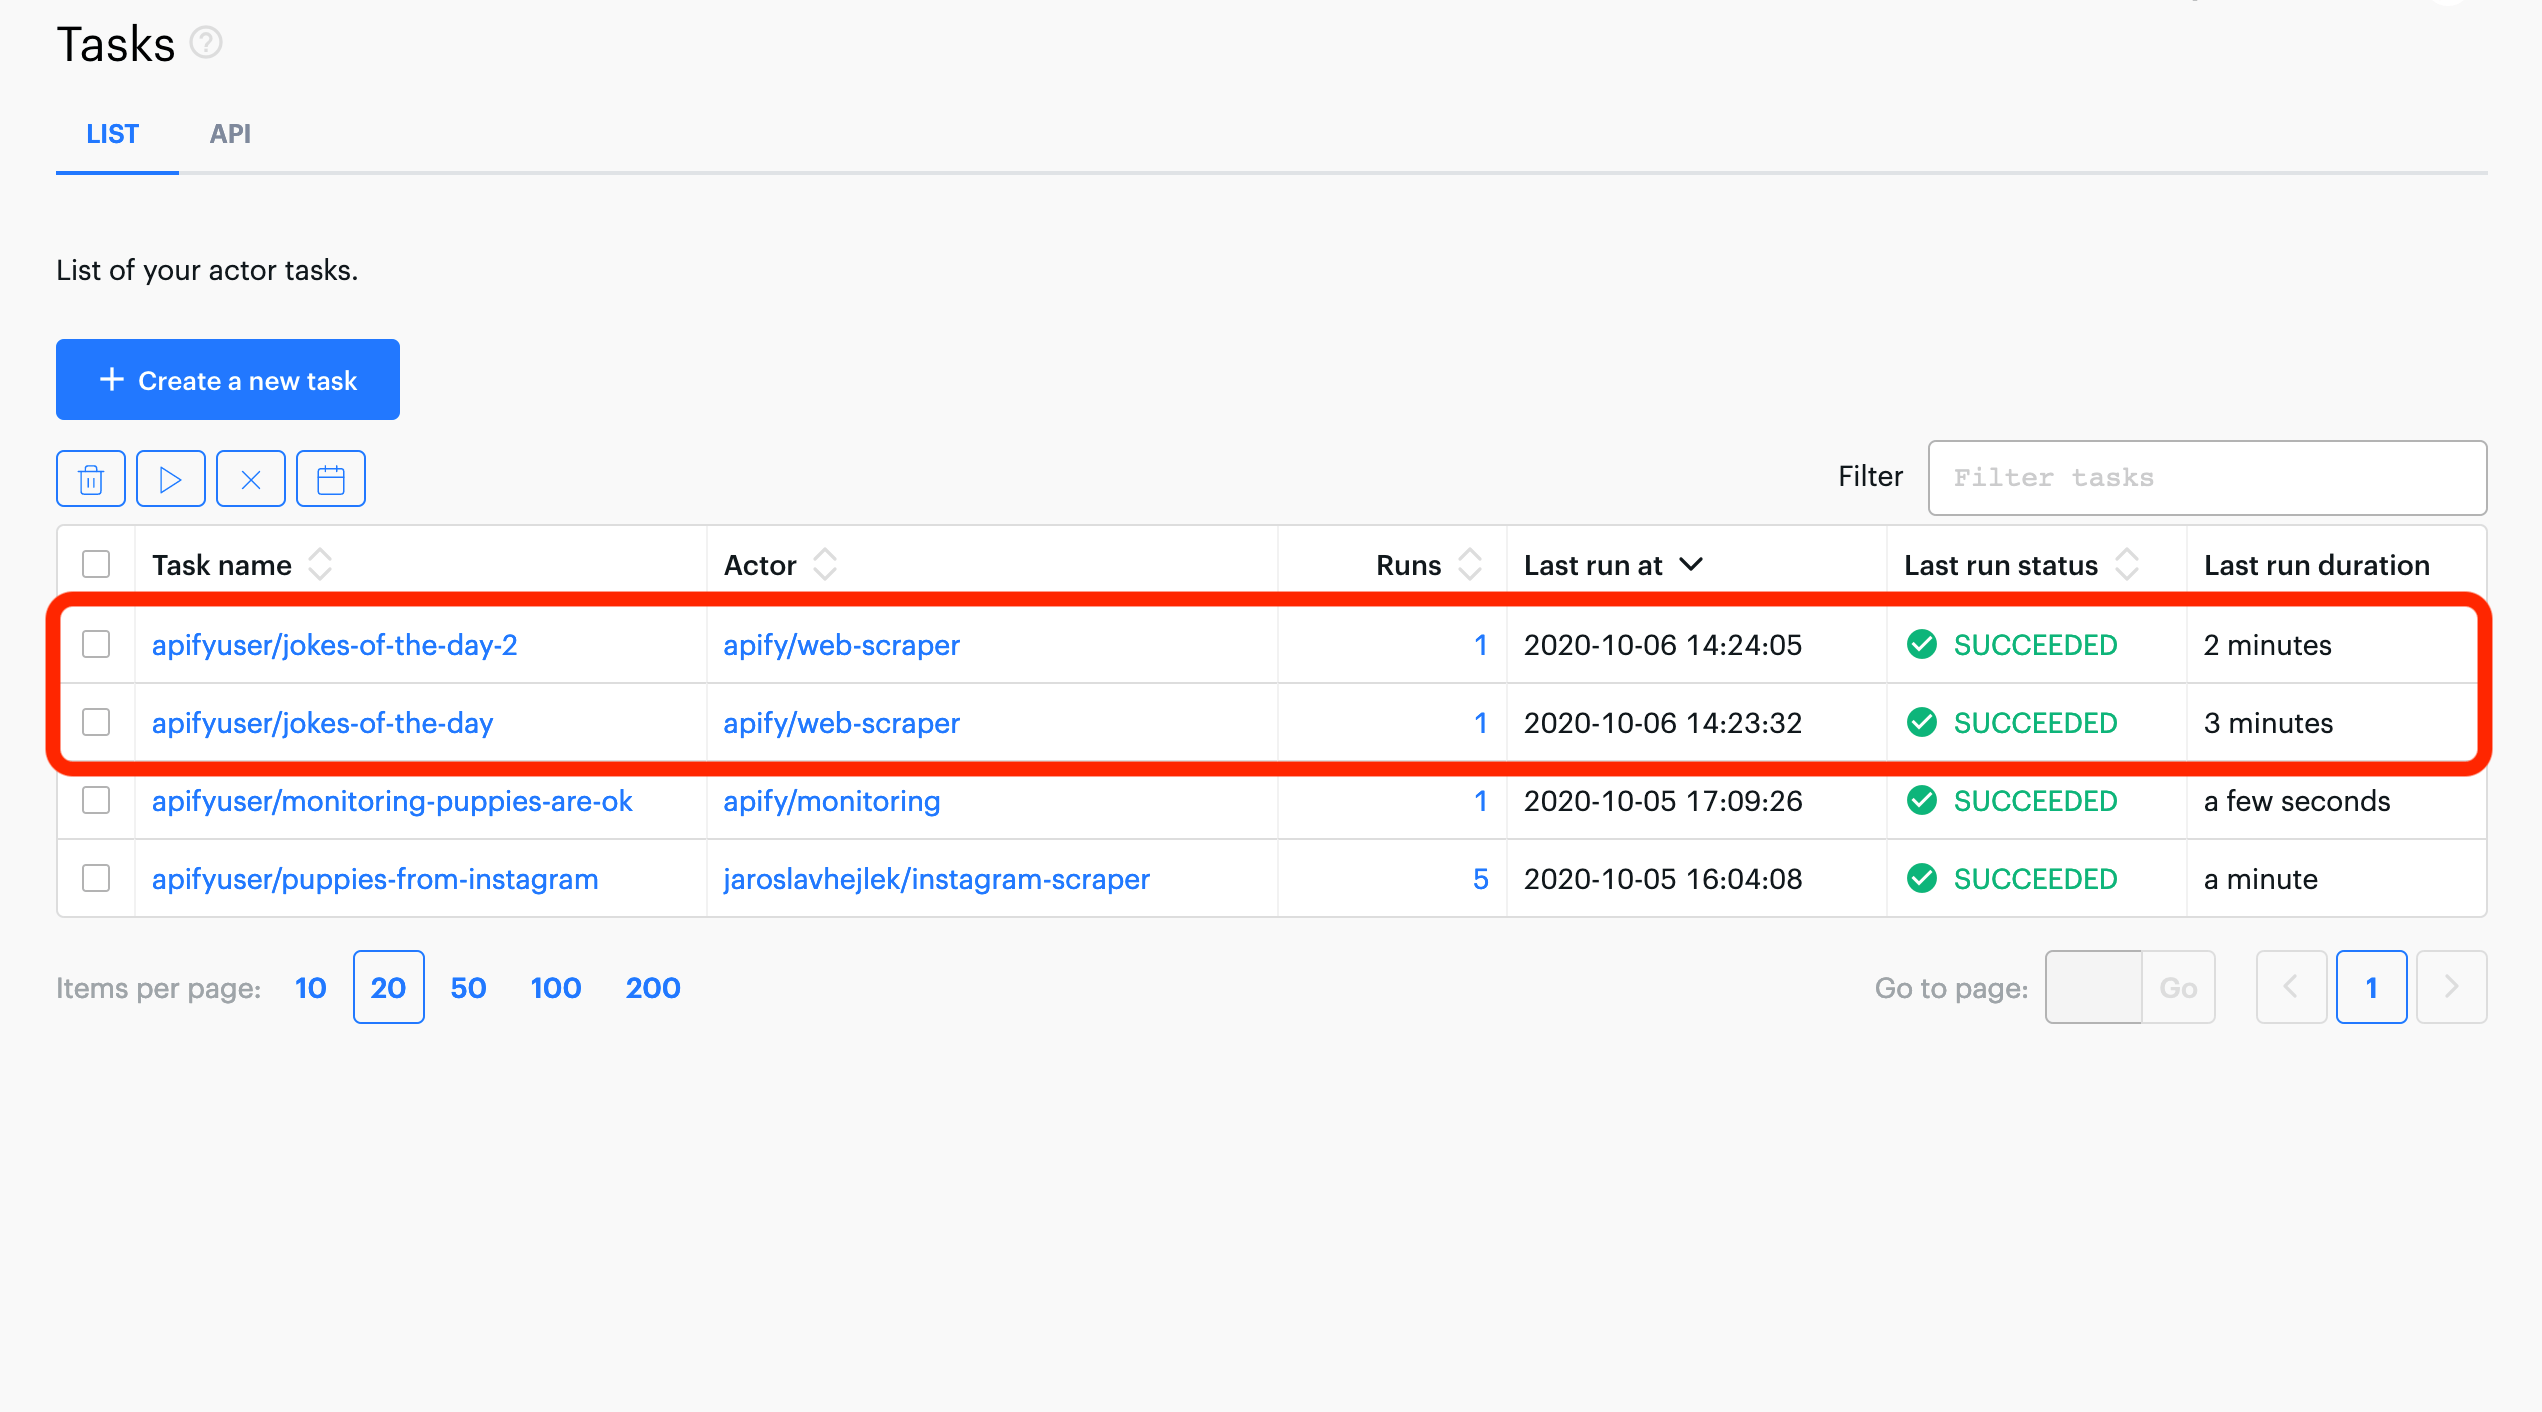 Tasks
LIST API
List of your actor tasks.
+ Create a new task
Filter Filter tasks
Task name Actor Runs Last run at Last run status Last run duration
apifyuser/jokes-of-the-day-2 apify/web-scraper 1 2020-10-06 14:24:05 SUCCEEDED 2 minutes
apifyuser/jokes-of-the-day apify/web-scraper 1 2020-10-06 14:23:32 SUCCEEDED 3 minutes
apifyuser/monitoring-puppies-are-ok apify/monitoring 1 2020-10-05 17:09:26 SUCCEEDED a few seconds
apifyuser/puppies-from-instagram jaroslavhejlek/instagram-scraper 5 2020-10-05 16:04:08 SUCCEEDED a minute
Items per page: 10 20 50 100 200 Go to page: Go 1